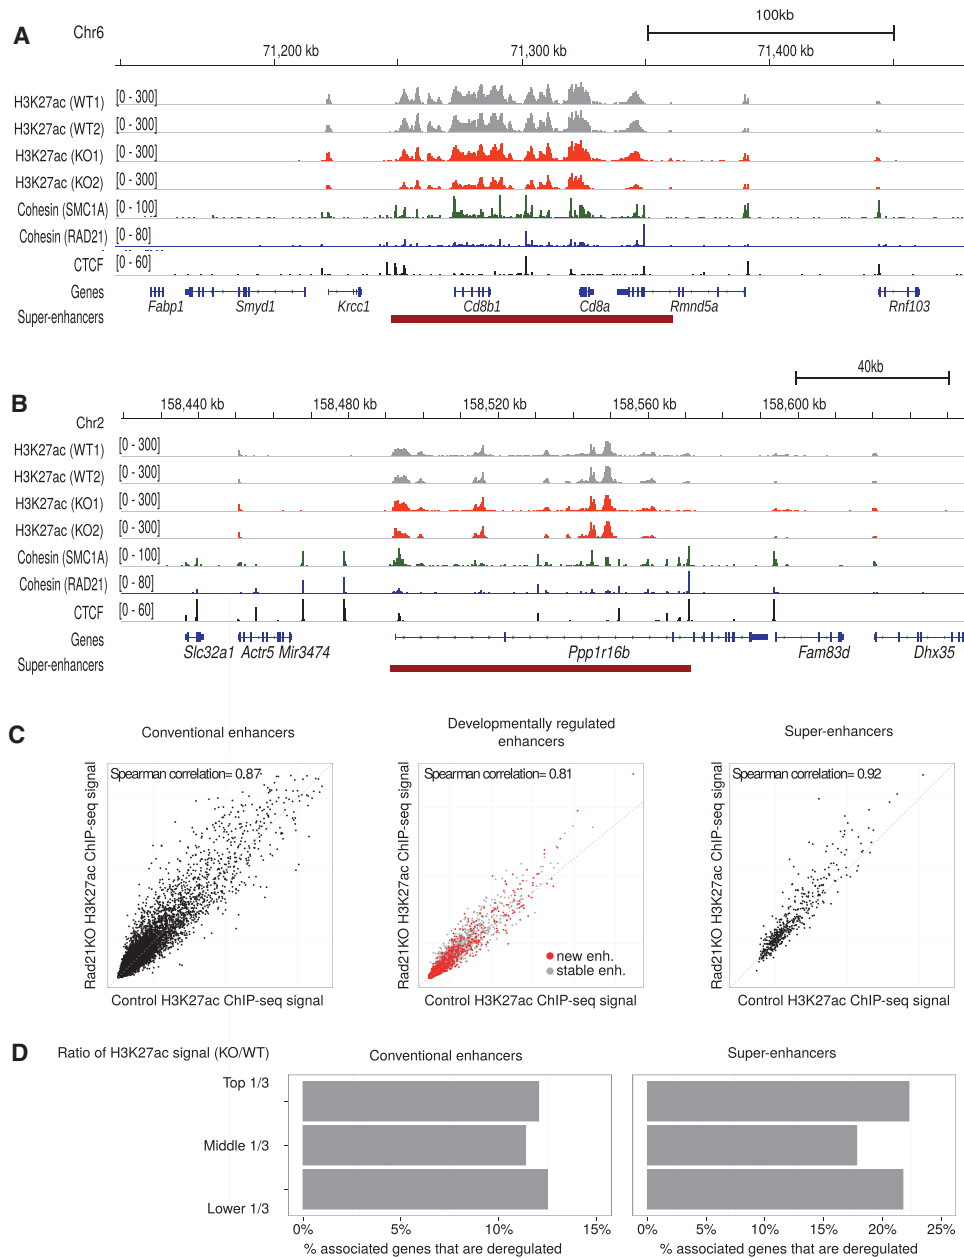 A
Chr6
100kb
71,200 kb 71,300 kb 71,400 kb
H3K27ac (WT1) [0 - 300]
H3K27ac (WT2) [0 - 300]
H3K27ac (KO1) [0 - 300]
H3K27ac (KO2) [0 - 300]
Cohesin (SMC1A) [0 - 100]
Cohesin (RAD21) [0 - 80]
CTCF [0 - 60]
Genes
Fabp1 Smyd1 Krcc1 Cd8b1 Cd8a Rmnd5a Rnf103
Super-enhancers
40kb
B
158,440 kb 158,480 kb 158,520 kb 158,560 kb 158,600 kb
Chr2
H3K27ac (WT1) [0 - 300]
H3K27ac (WT2) [0 - 300]
H3K27ac (KO1) [0 - 300]
H3K27ac (KO2) [0 - 300]
Cohesin (SMC1A) [0 - 100]
Cohesin (RAD21) [0 - 80]
CTCF [0 - 60]
Genes
Slc32a1 Actr5 Mir3474 Ppp1r16b Fam83d Dhx35
Super-enhancers
C
Conventional enhancers
Spearman correlation= 0.87
Rad21KO H3K27ac ChIP-seq signal
Control H3K27ac ChIP-seq signal
Developmentally regulated
enhancers
Spearman correlation= 0.81
Rad21KO H3K27ac ChIP-seq signal
new enh.
stable enh.
Control H3K27ac ChIP-seq signal
Super-enhancers
Spearman correlation= 0.92
Rad21KO H3K27ac ChIP-seq signal
Control H3K27ac ChIP-seq signal
D
Ratio of H3K27ac signal (KO/WT)
Conventional enhancers
Super-enhancers
Top 1/3
Middle 1/3
Lower 1/3
0% 5% 10% 15%
% associated genes that are deregulated
0% 5% 10% 15% 20% 25%
% associated genes that are deregulated